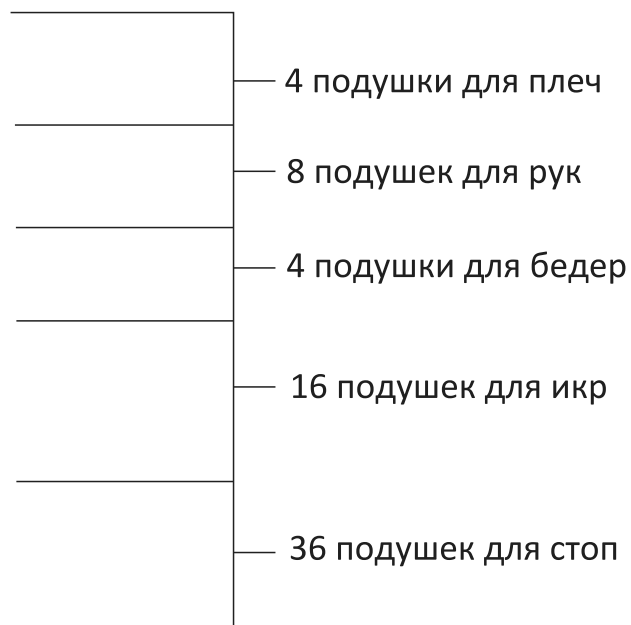 4 подушки для плеч
8 подушек для рук
4 подушки для бедер
16 подушек для икр
36 подушек для стоп